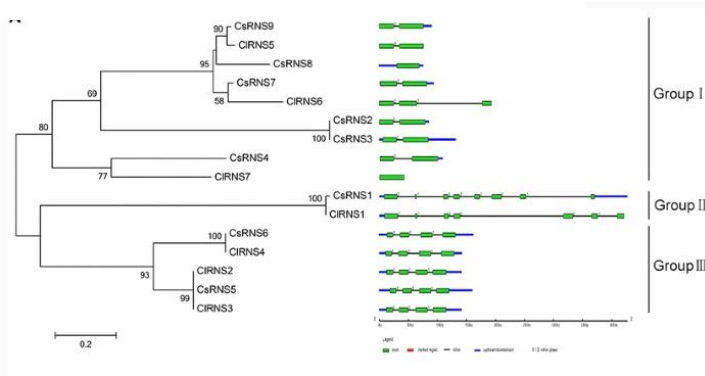 CsRNS9
90
ClRNS5
CsRNS8
95
CsRNS7
58
ClRNS6
69
CsRNS2
100
CsRNS3
80
CsRNS4
77
ClRNS7
Group Ⅰ
CsRNS1
100
ClRNS1
Group Ⅱ
CsRNS6
100
ClRNS4
93
ClRNS2
CsRNS5
99
ClRNS3
Group Ⅲ
0.2